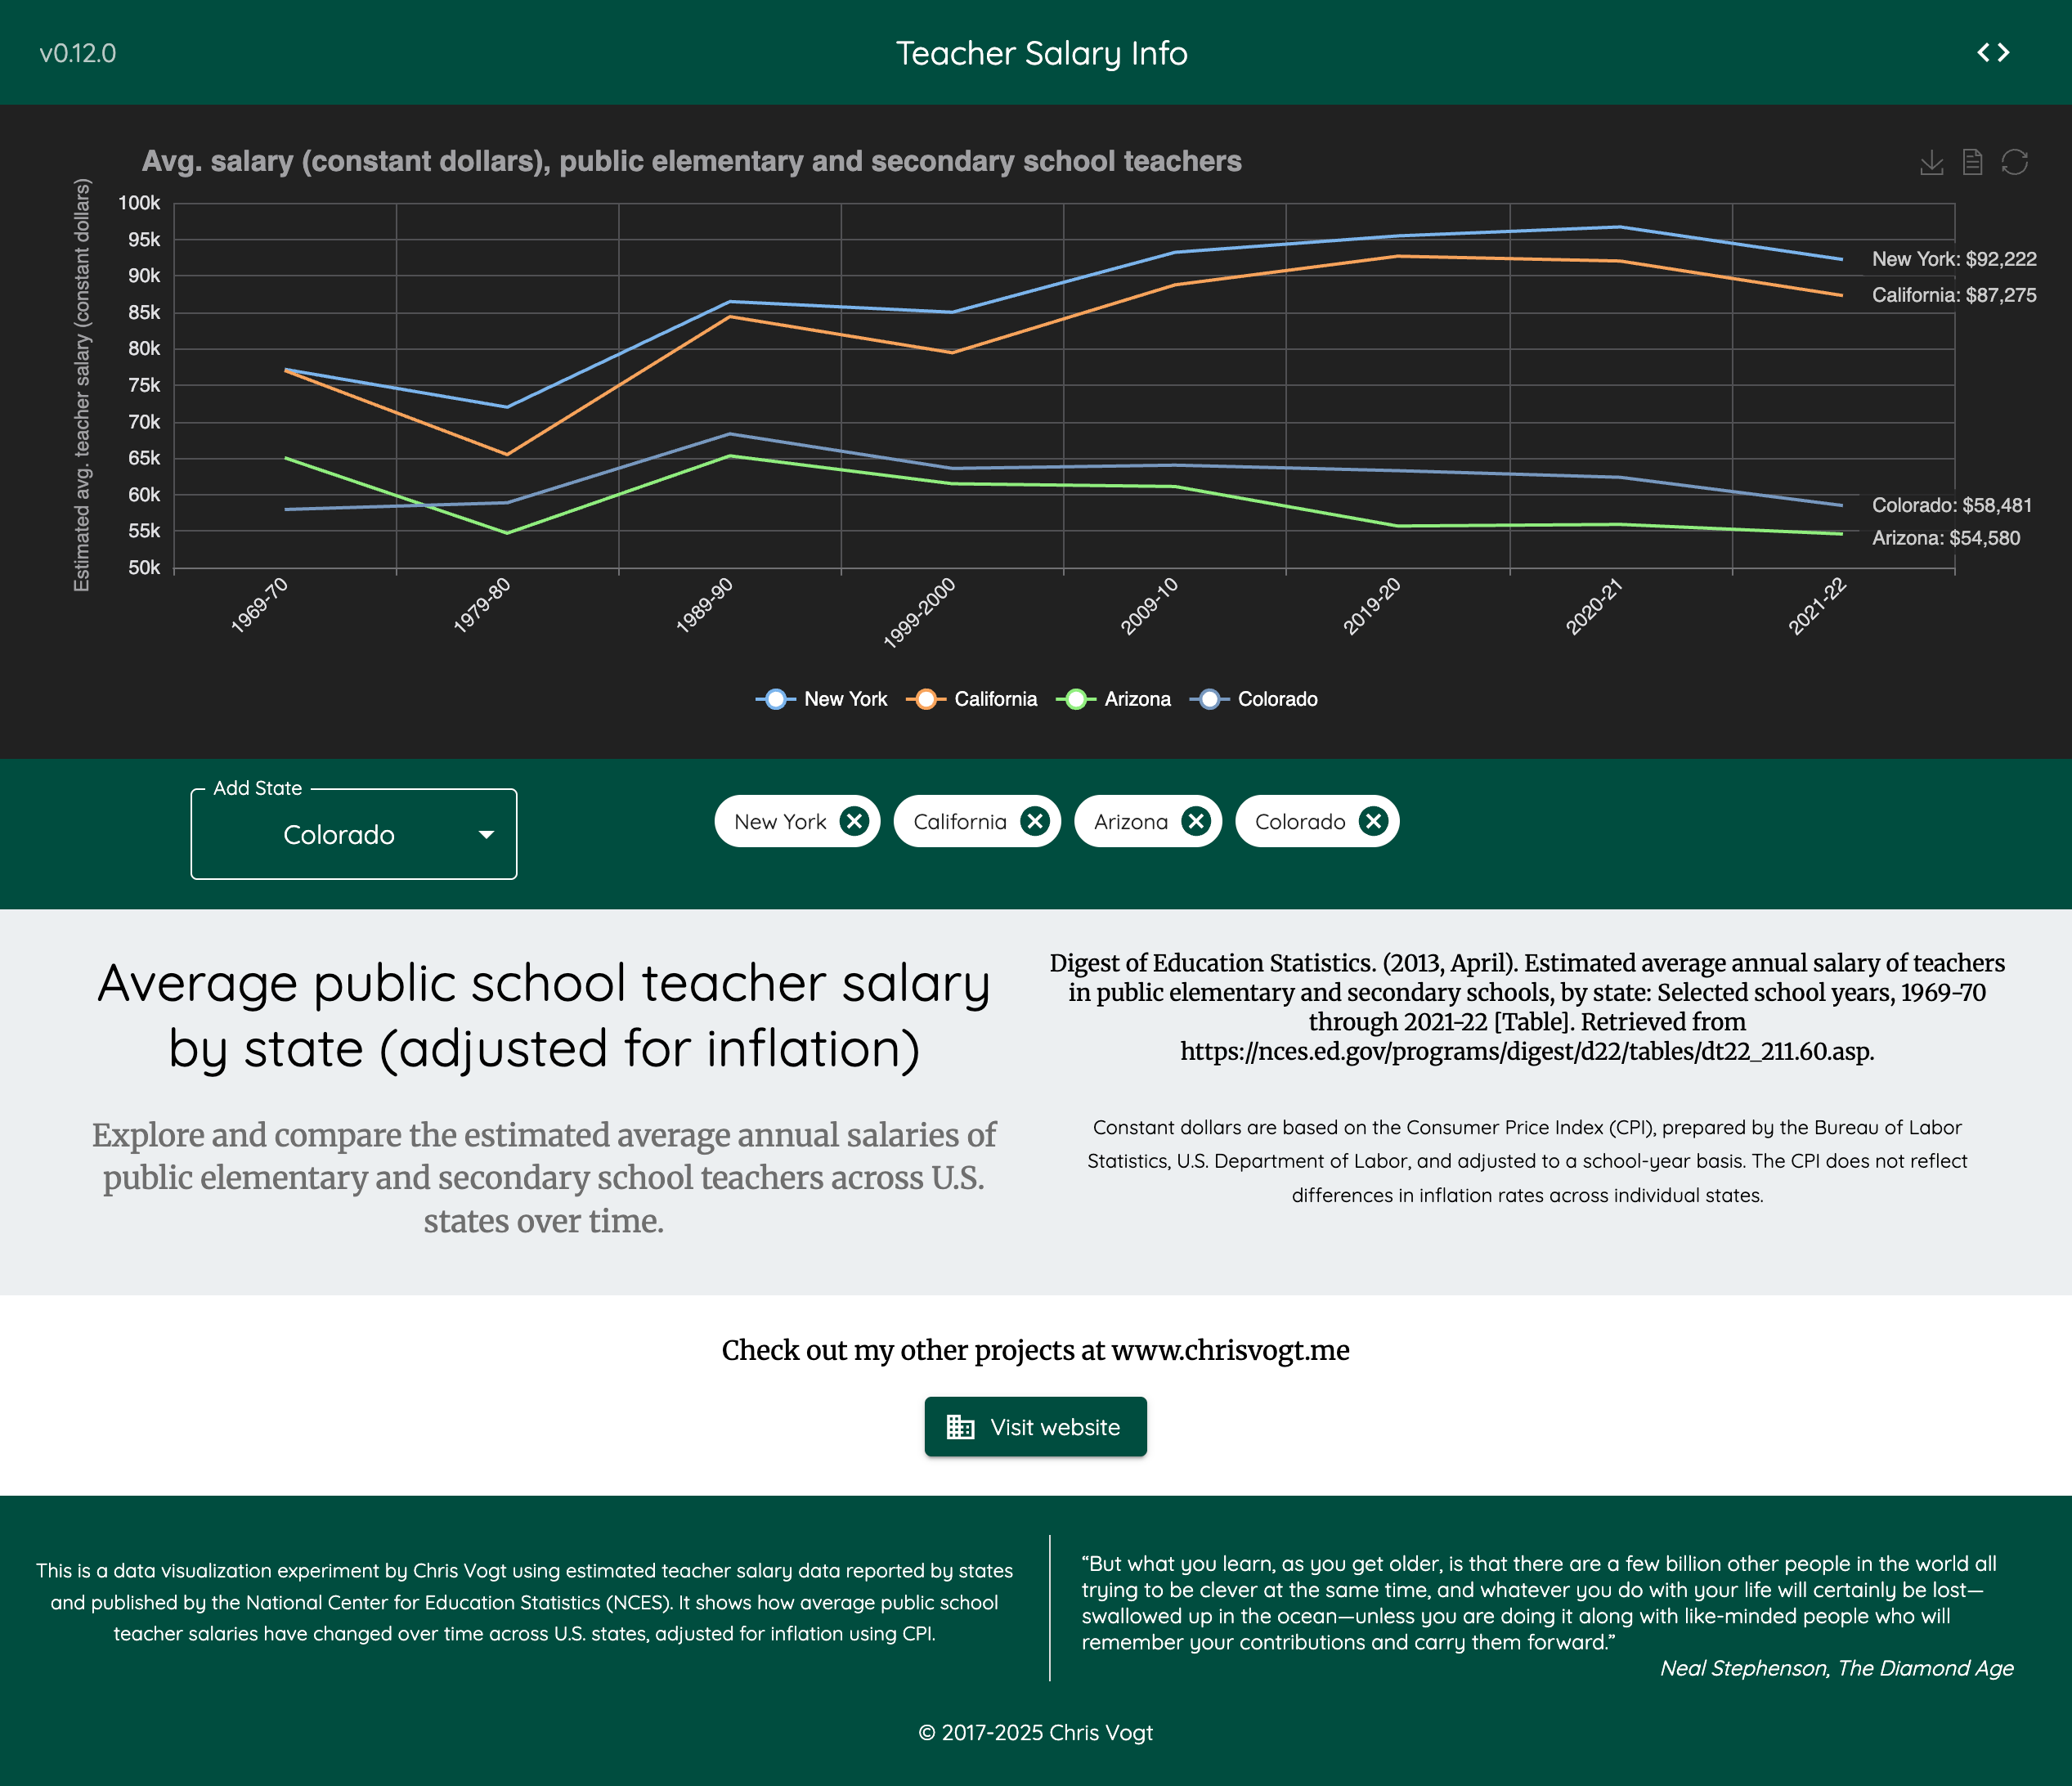 v0.12.0
Teacher Salary Info
Avg. salary (constant dollars), public elementary and secondary school teachers
Estimated avg. teacher salary (constant dollars)
100k
95k
90k
85k
80k
75k
70k
65k
60k
55k
50k
New York: $92,222
California: $87,275
Colorado: $58,481
Arizona: $54,580
1969-70
1979-80
1989-90
1999-2000
2009-10
2019-20
2020-21
2021-22
New York
California
Arizona
Colorado
Add State
Colorado
New York
California
Arizona
Colorado
Average public school teacher salary
by state (adjusted for inflation)
Explore and compare the estimated average annual salaries of
public elementary and secondary school teachers across U.S.
states over time.
Digest of Education Statistics. (2013, April). Estimated average annual salary of teachers
in public elementary and secondary schools, by state: Selected school years, 1969-70
through 2021-22 [Table]. Retrieved from
https://nces.ed.gov/programs/digest/d22/tables/dt22_211.60.asp.
Constant dollars are based on the Consumer Price Index (CPI), prepared by the Bureau of Labor
Statistics, U.S. Department of Labor, and adjusted to a school-year basis. The CPI does not reflect
differences in inflation rates across individual states.
Check out my other projects at www.chrisvogt.me
Visit website
This is a data visualization experiment by Chris Vogt using estimated teacher salary data reported by states
and published by the National Center for Education Statistics (NCES). It shows how average public school
teacher salaries have changed over time across U.S. states, adjusted for inflation using CPI.
“But what you learn, as you get older, is that there are a few billion other people in the world all
trying to be clever at the same time, and whatever you do with your life will certainly be lost—
swallowed up in the ocean—unless you are doing it along with like-minded people who will
remember your contributions and carry them forward.”
Neal Stephenson, The Diamond Age
© 2017-2025 Chris Vogt